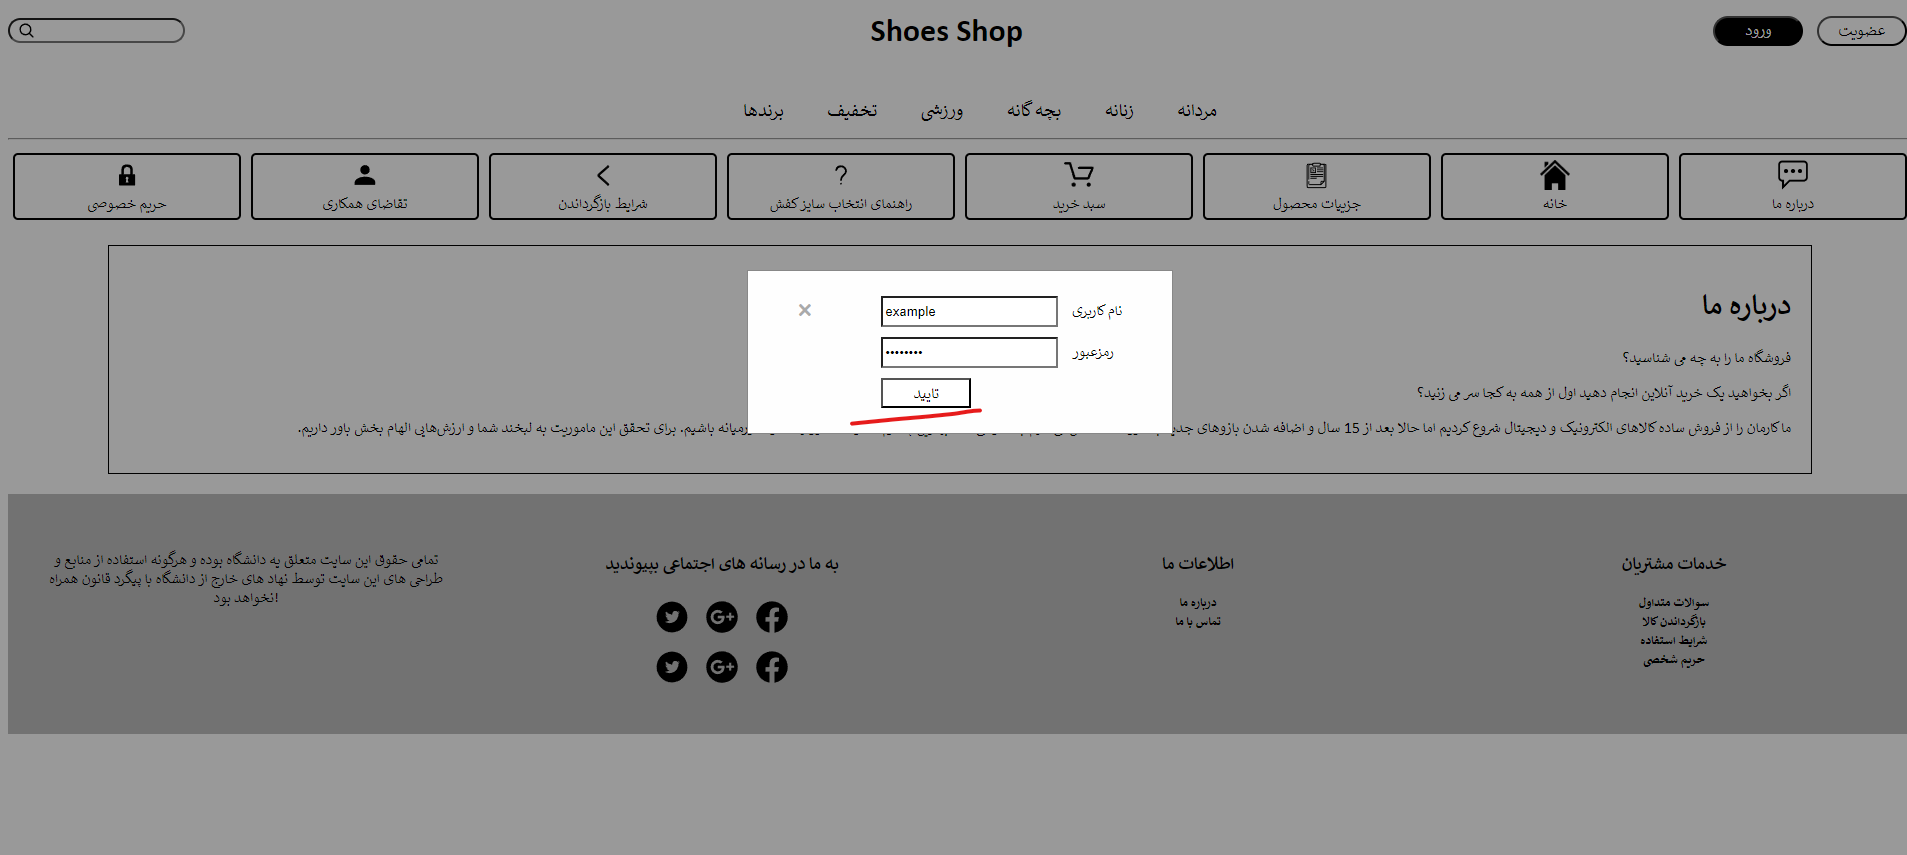 Shoes Shop
عضویت
ورود
مردانه
زنانه
بچه گانه
ورزشی
تخفیف
برندها
درباره ما
خانه
جزییات محصول
سبد خرید
راهنمای انتخاب سایز کفش
شرایط بازگرداندن
تقاضای همکاری
حریم خصوصی
نام کاربری
example
×
رمزعبور
••••••••
تایید
درباره ما
فروشگاه ما را به چه می شناسید؟
اگر بخواهید یک خرید آنلاین انجام دهید اول از همه به کجا سر می زنید؟
ما کارمان را از فروش ساده کالاهای الکترونیک و دیجیتال شروع کردیم اما حالا بعد از 15 سال و اضافه شدن بازوهای باشیم. برای تحقق این ماموریت به لبخند شما و ارزش‌هایی الهام بخش باور داریم.
خدمات مشتریان
سوالات متداول
بازگرداندن کالا
شرایط استفاده
حریم شخصی
اطلاعات ما
درباره ما
تماس با ما
به ما در رسانه های اجتماعی بپیوندید
تمامی حقوق این سایت متعلق یه دانشگاه بوده و هرگونه استفاده از منابع و
طراحی های این سایت توسط نهاد های خارج از دانشگاه با پیگرد قانون همراه
نخواهد بود!